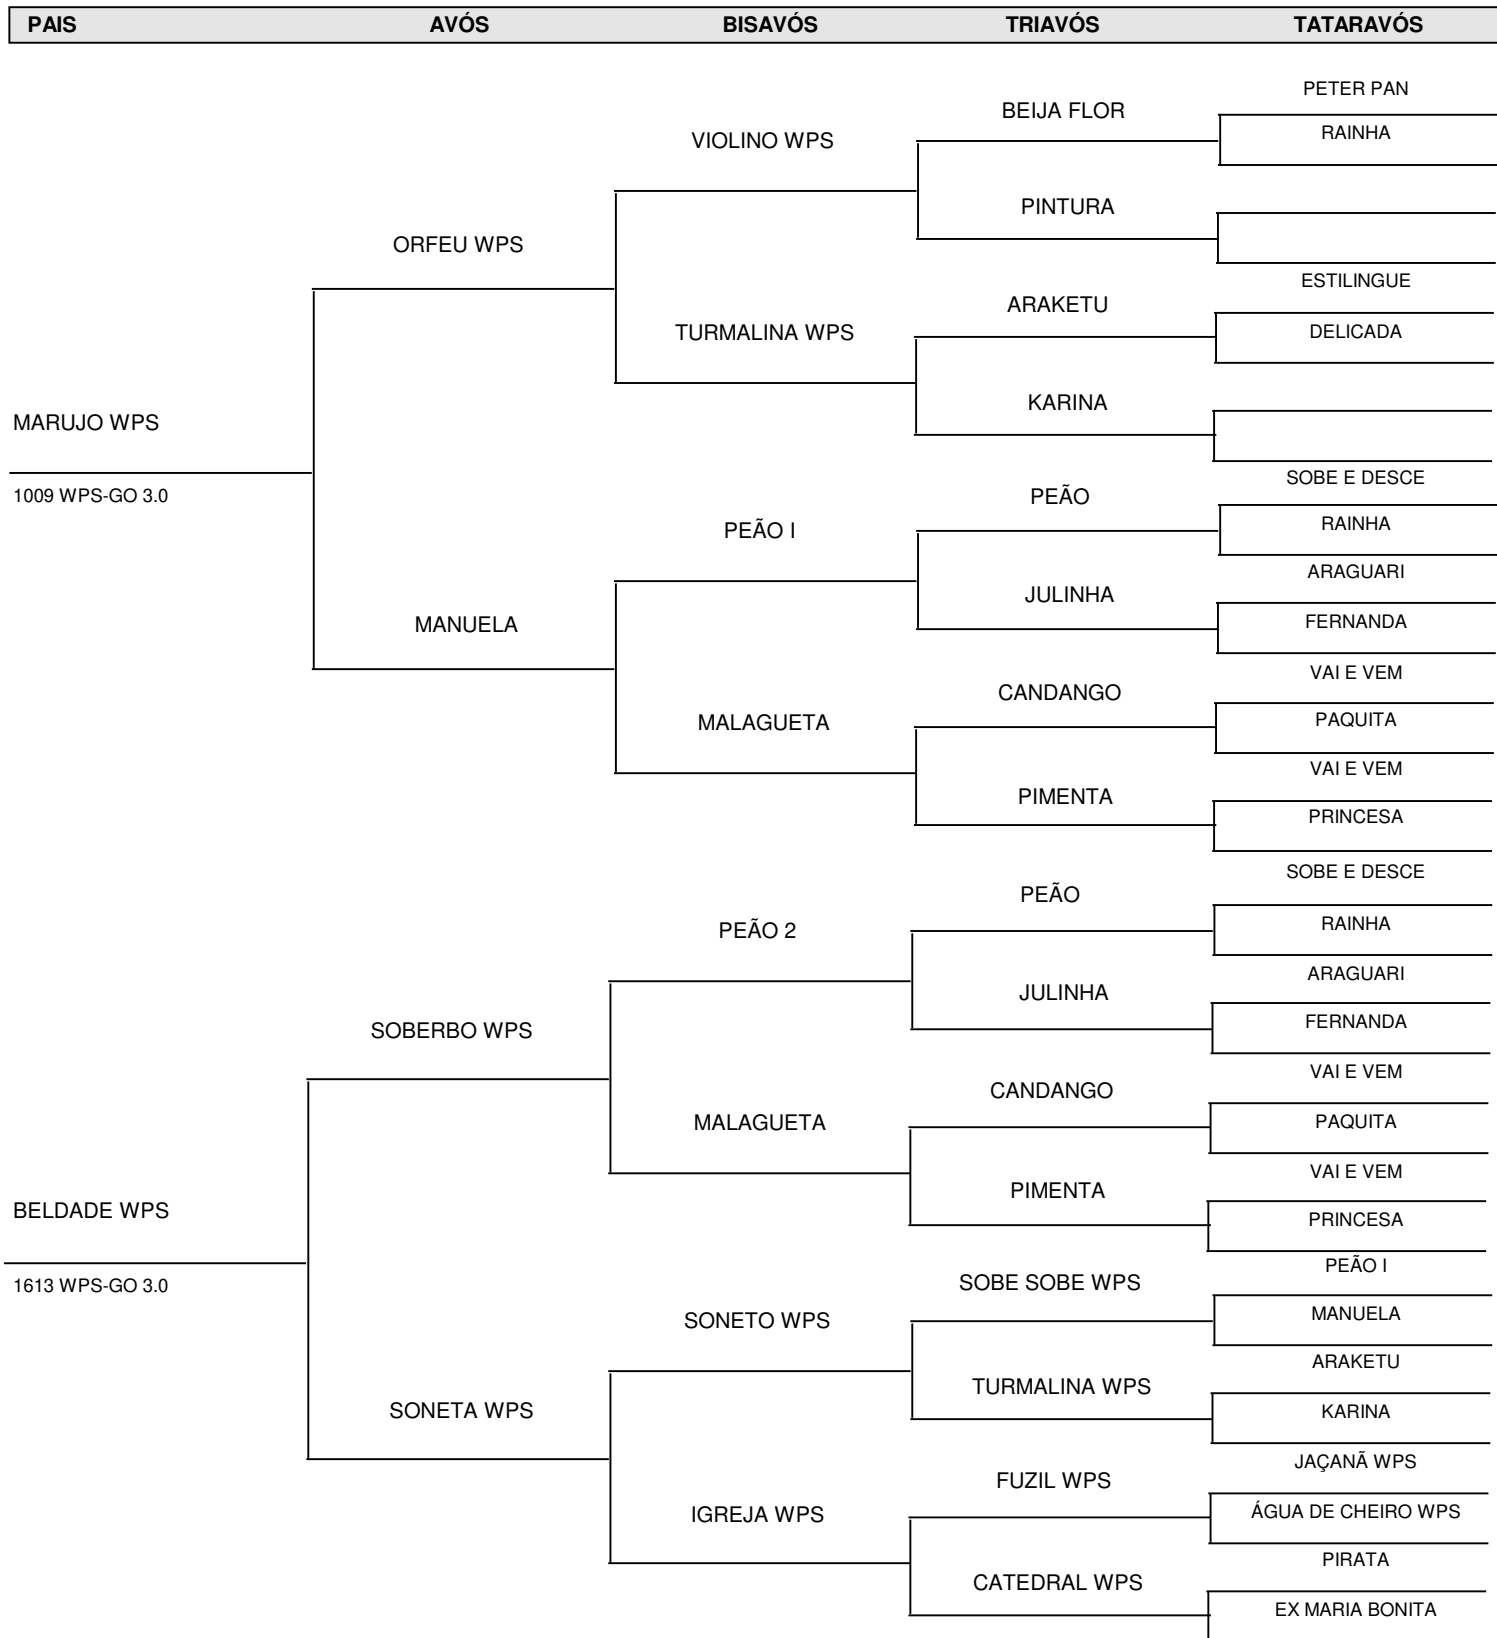 PAIS AVÓS BISAVÓS TRIAVÓS TATARAVÓS
PETER PAN
BEIJA FLOR
RAINHA
VIOLINO WPS
PINTURA
ORFEU WPS
ESTILINGUE
ARAKETU
TURMALINA WPS
DELICADA
KARINA
MARUJO WPS
SOBE E DESCE
1009 WPS-GO 3.0
PEÃO
RAINHA
PEÃO I
ARAGUARI
JULINHA
MANUELA
FERNANDA
VAI E VEM
CANDANGO
PAQUITA
MALAGUETA
VAI E VEM
PIMENTA
PRINCESA
SOBE E DESCE
PEÃO
RAINHA
PEÃO 2
ARAGUARI
JULINHA
FERNANDA
SOBERBO WPS
VAI E VEM
CANDANGO
PAQUITA
MALAGUETA
VAI E VEM
PIMENTA
BELDADE WPS
PRINCESA
PEÃO I
1613 WPS-GO 3.0
SOBE SOBE WPS
MANUELA
SONETO WPS
ARAKETU
TURMALINA WPS
SONETA WPS
KARINA
JAÇANÃ WPS
FUZIL WPS
ÁGUA DE CHEIRO WPS
IGREJA WPS
PIRATA
CATEDRAL WPS
EX MARIA BONITA